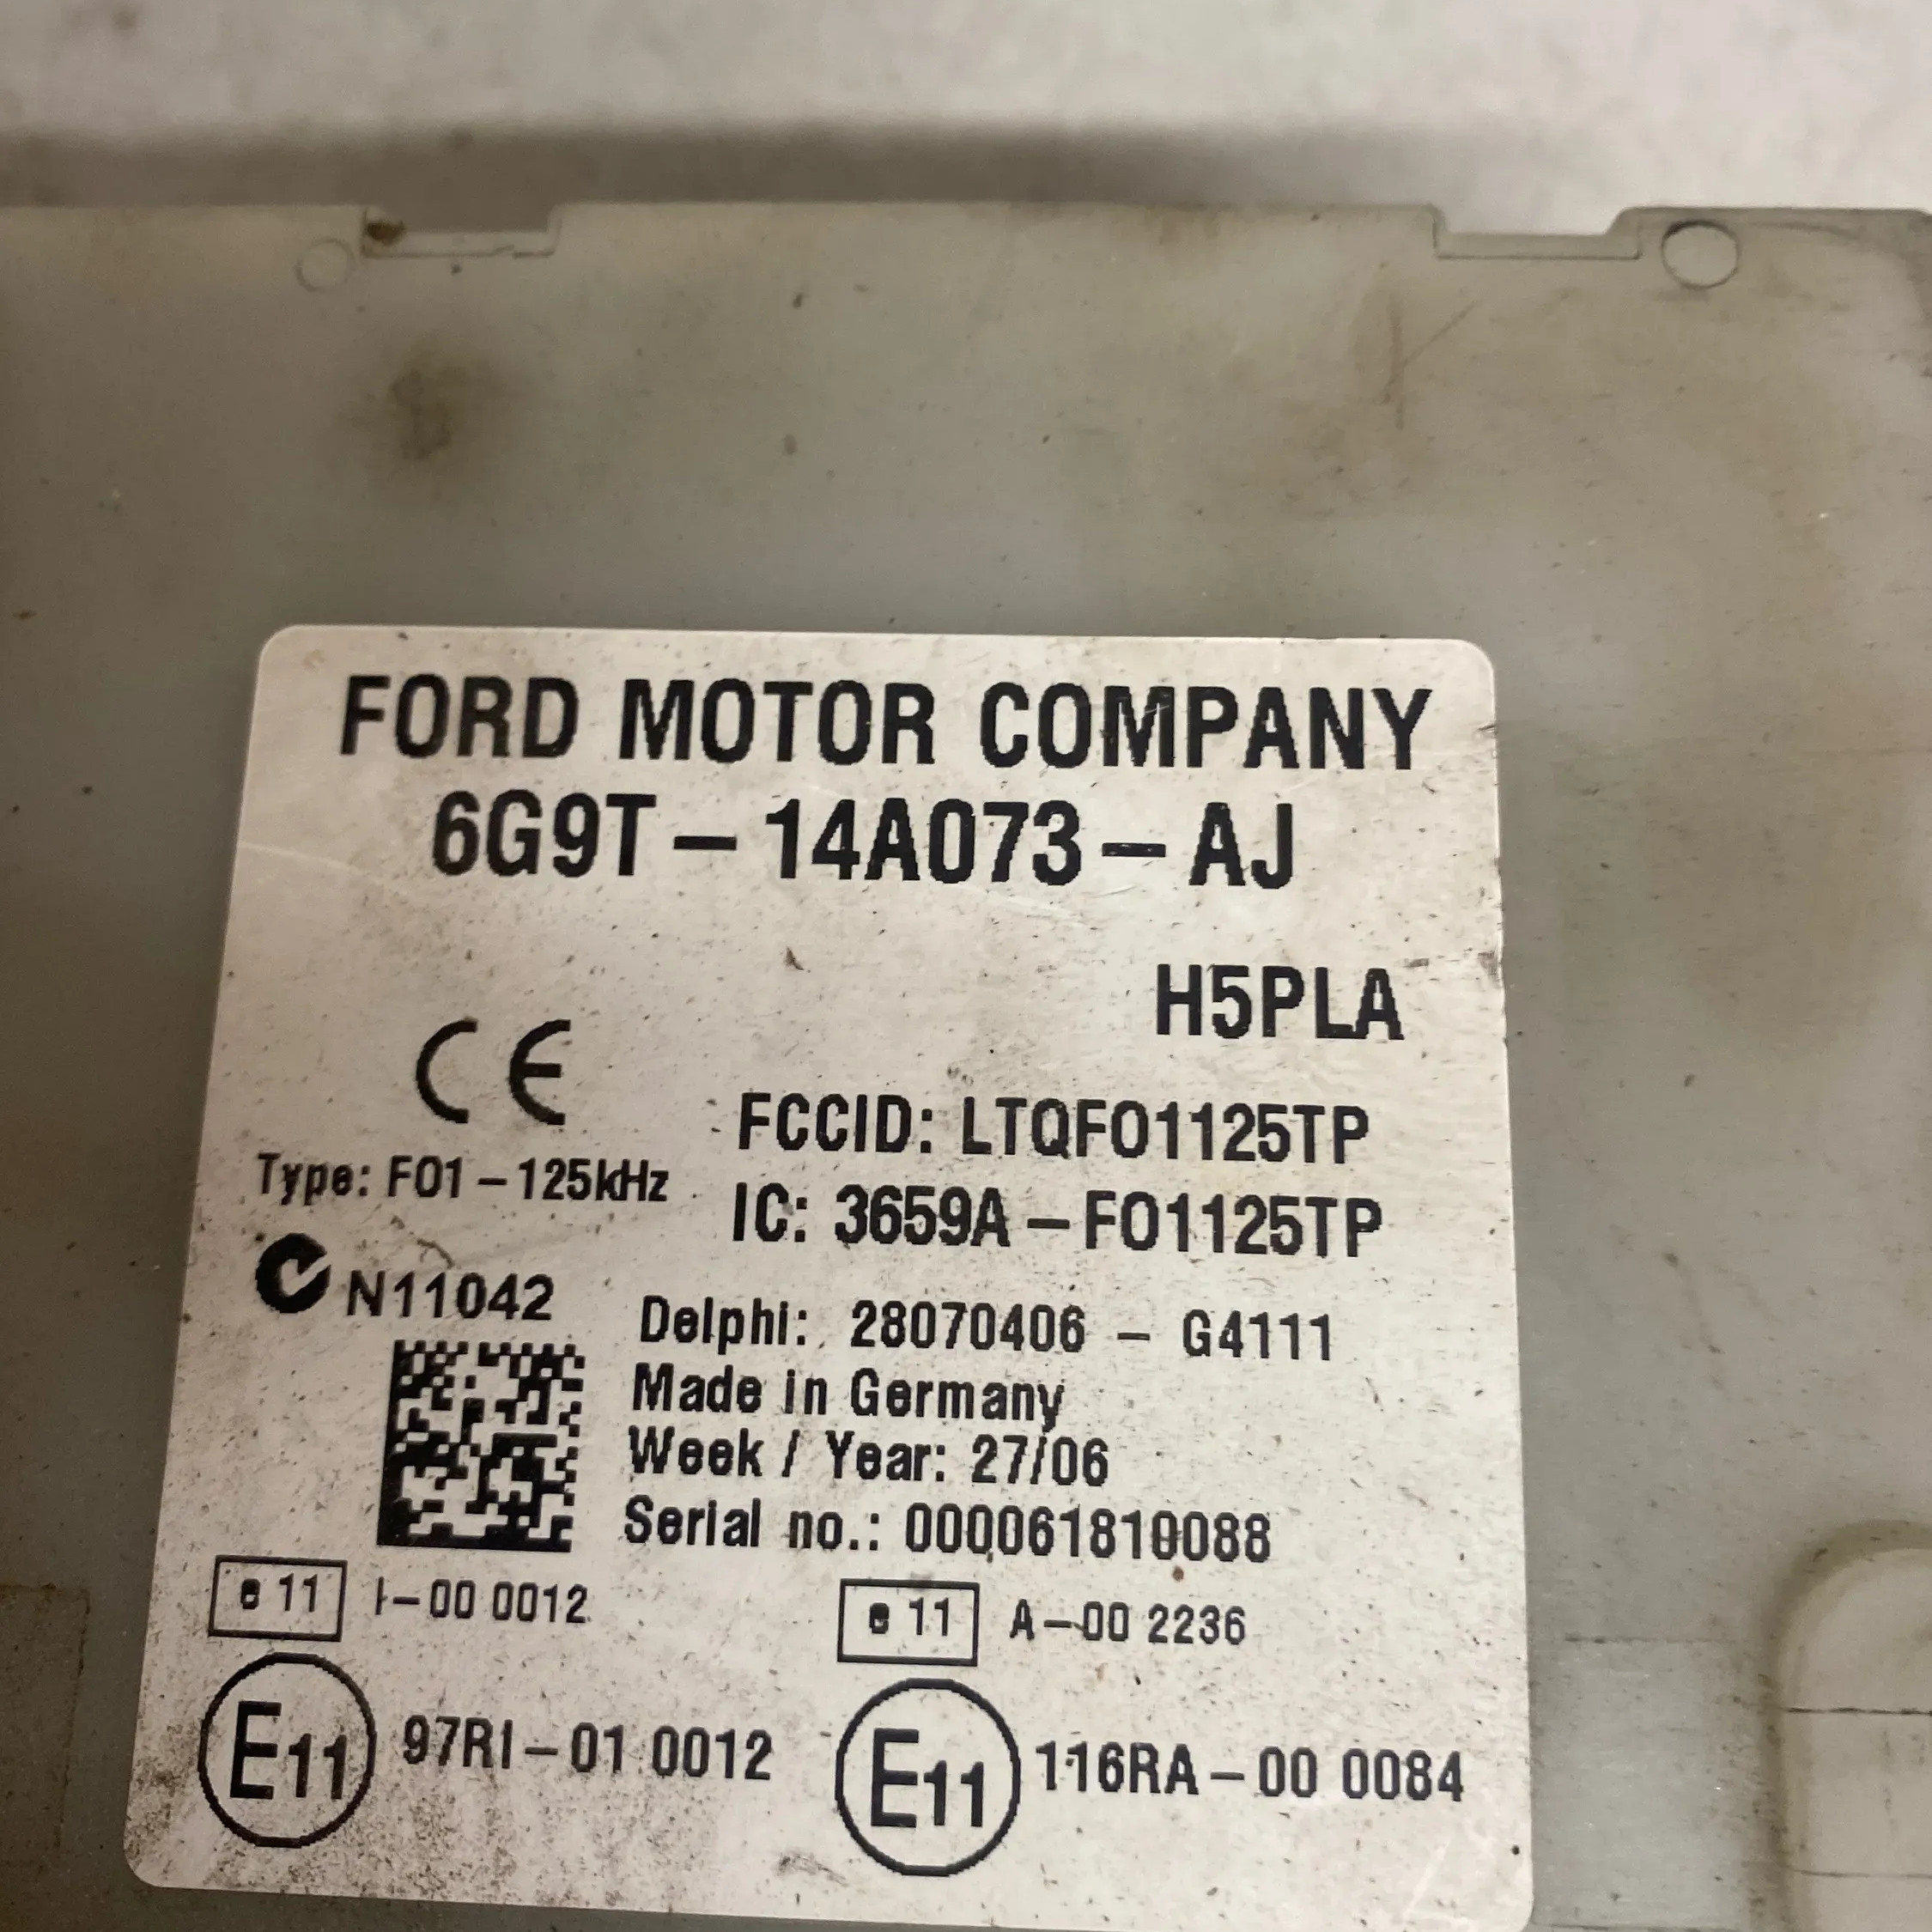 FORD MOTOR COMPANY
6G9T-14A073-AJ
H5PLA
CE
FCCID: LTQFO1125TP
Type: FO1-125kHz
IC: 3659A-FO1125TP
N11042
Delphi: 28070406 - G4111
Made in Germany
Week / Year: 27/06
Serial no.: 000061810088
e 11 I-00 0012
e 11 A-00 2236
E11 97RI-01 0012
E11 116RA-00 0084